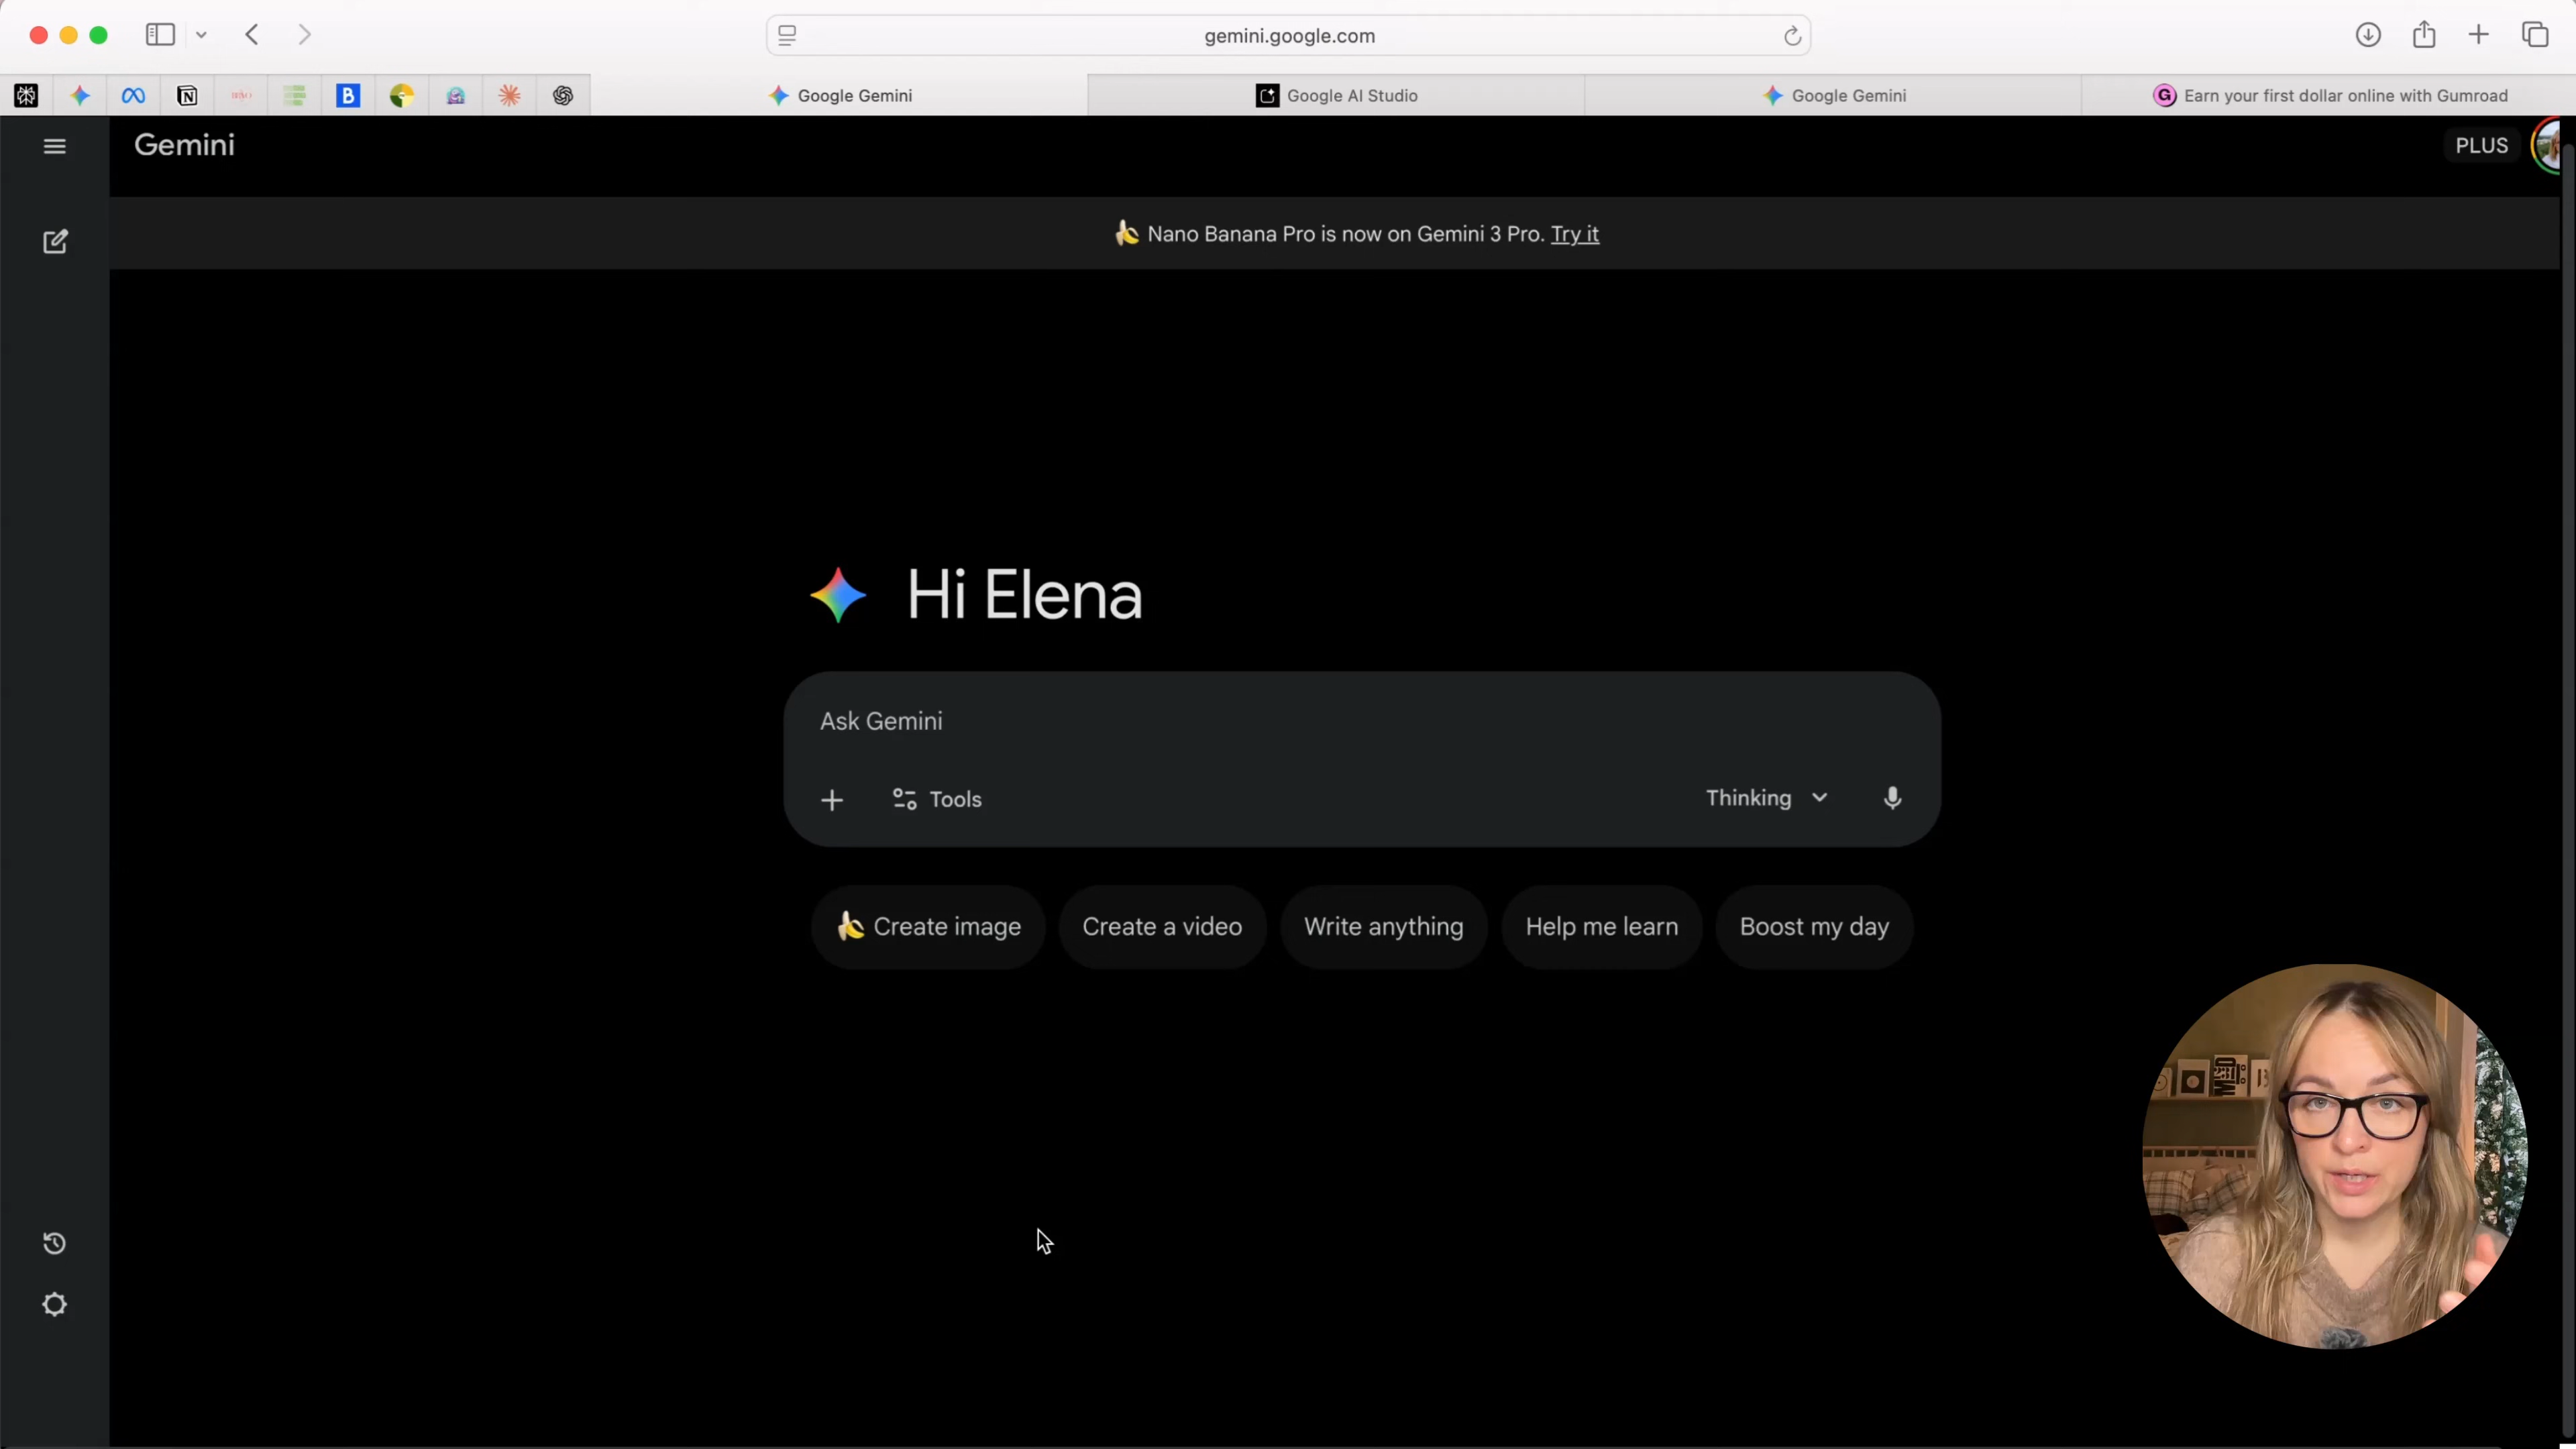 gemini.google.com
Google Gemini
Google AI Studio
Google Gemini
Earn your first dollar online with Gumroad
Gemini
PLUS
Nano Banana Pro is now on Gemini 3 Pro. Try it
Hi Elena
Ask Gemini
Tools
Thinking
Create image
Create a video
Write anything
Help me learn
Boost my day